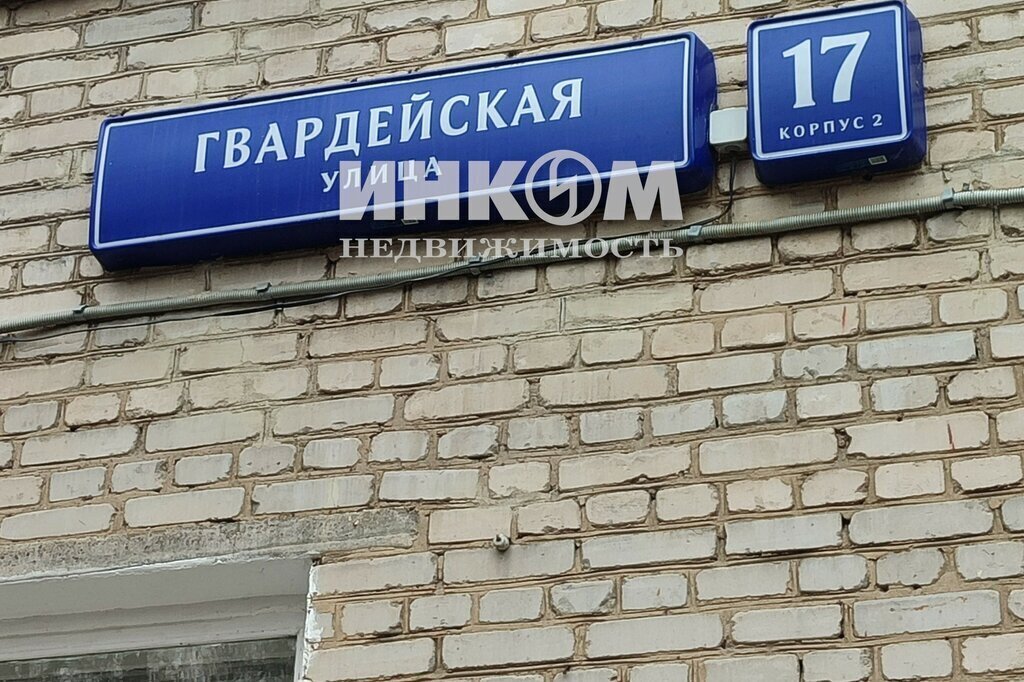 ГВАРДЕЙСКАЯ
УЛИЦА
17
КОРПУС 2
ИНКОМ
НЕДВИЖИМОСТЬ